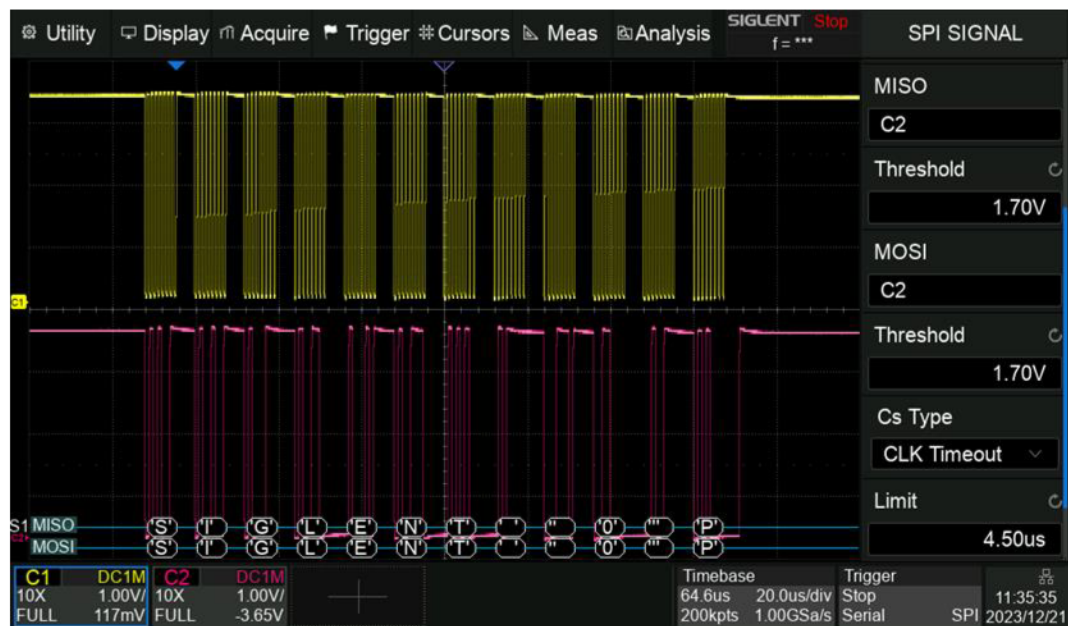 Utility Display Acquire Trigger Cursors Meas Analysis SIGLENT Stop
f = ***
SPI SIGNAL
MISO
C2
Threshold
1.70V
MOSI
C2
Threshold
1.70V
Cs Type
CLK Timeout
Limit
4.50us
C1
S1 MISO 'S' 'I' 'G' 'L' 'E' 'N' 'T' ' ' '" '0' ''' 'P'
C2 MOSI 'S' 'I' 'G' 'L' 'E' 'N' 'T' ' ' '" '0' ''' 'P'
C1 DC1M C2 DC1M Timebase Trigger
10X 1.00V/ 10X 1.00V/ 64.6us 20.0us/div Stop 11:35:35
FULL 117mV FULL -3.65V 200kpts 1.00GSa/s Serial SPI 2023/12/21